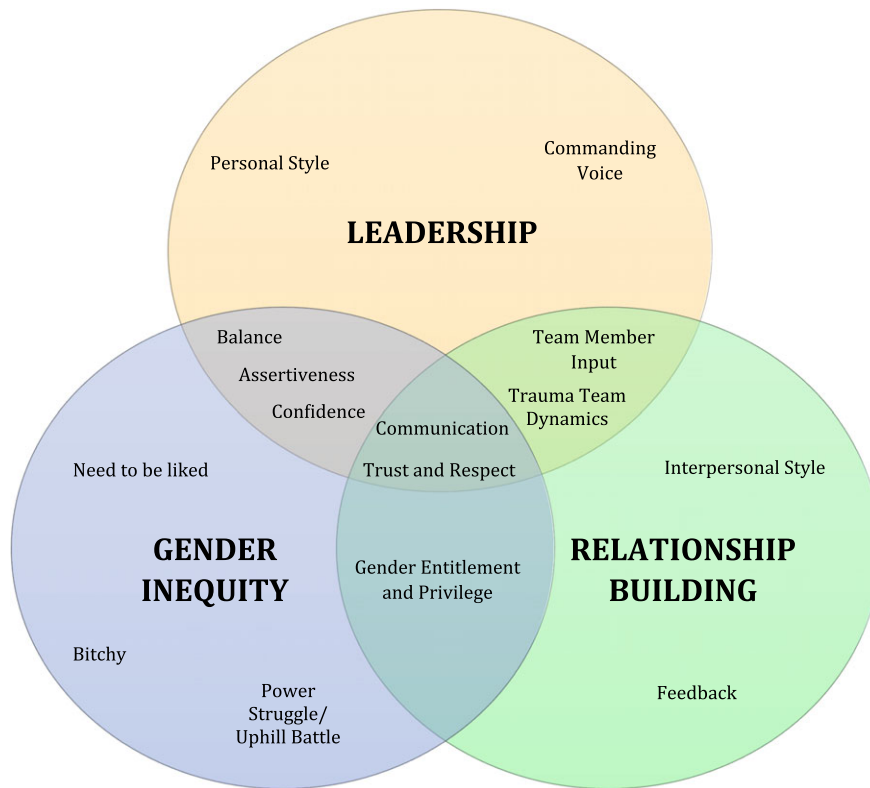 Personal Style
Commanding
Voice
LEADERSHIP
Balance
Assertiveness
Confidence
Team Member
Input
Trauma Team
Dynamics
Communication
Trust and Respect
Need to be liked
Interpersonal Style
GENDER
INEQUITY
Gender Entitlement
and Privilege
RELATIONSHIP
BUILDING
Bitchy
Power
Struggle/
Uphill Battle
Feedback